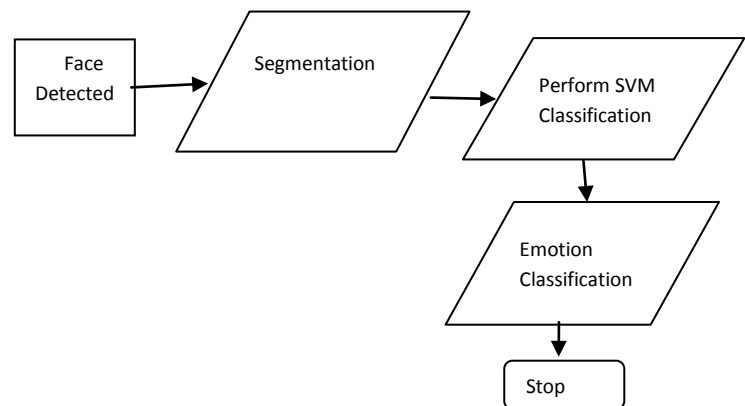 Face
Detected
Segmentation
Perform SVM
Classification
Emotion
Classification
Stop